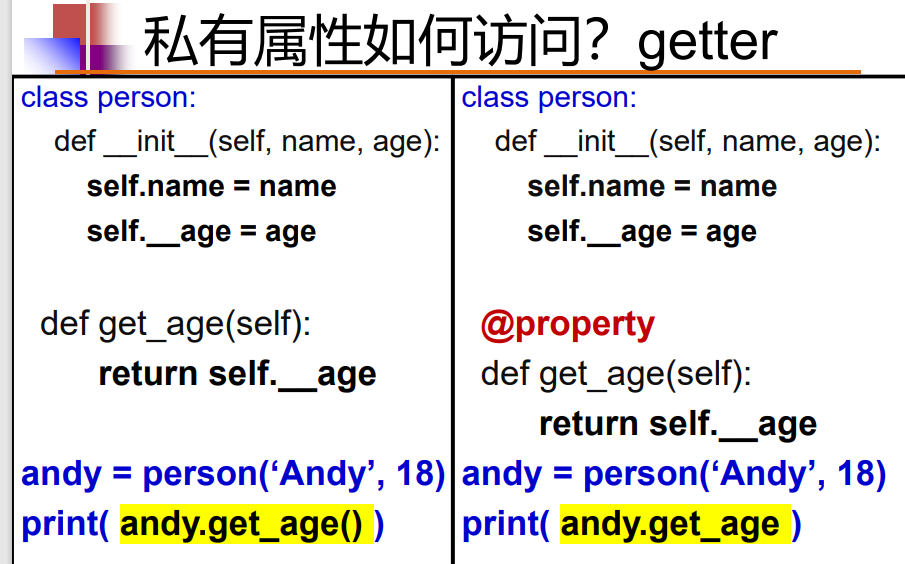 私有属性如何访问？getter
class person:
def __init__(self, name, age):
self.name = name
self.__age = age
def get_age(self):
return self.__age
andy = person(‘Andy’, 18)
print( andy.get_age() )
class person:
def __init__(self, name, age):
self.name = name
self.__age = age
@property
def get_age(self):
return self.__age
andy = person(‘Andy’, 18)
print( andy.get_age )